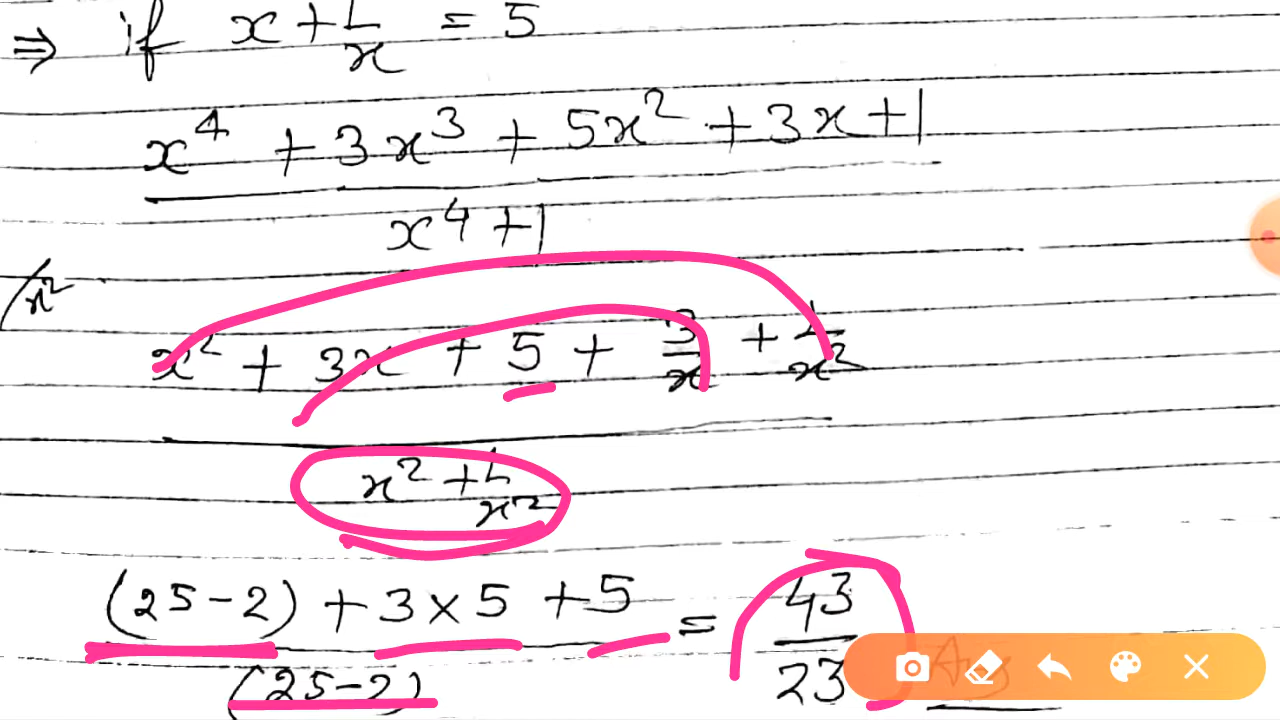 ⇒ if x + 1/x = 5
x⁴ + 3x³ + 5x² + 3x + 1
x⁴ + 1
/x²
x² + 3x + 5 + 3/x + 1/x²
x² + 1/x²
(25-2) + 3×5 + 5 = 43
(25-2) 23 Ans